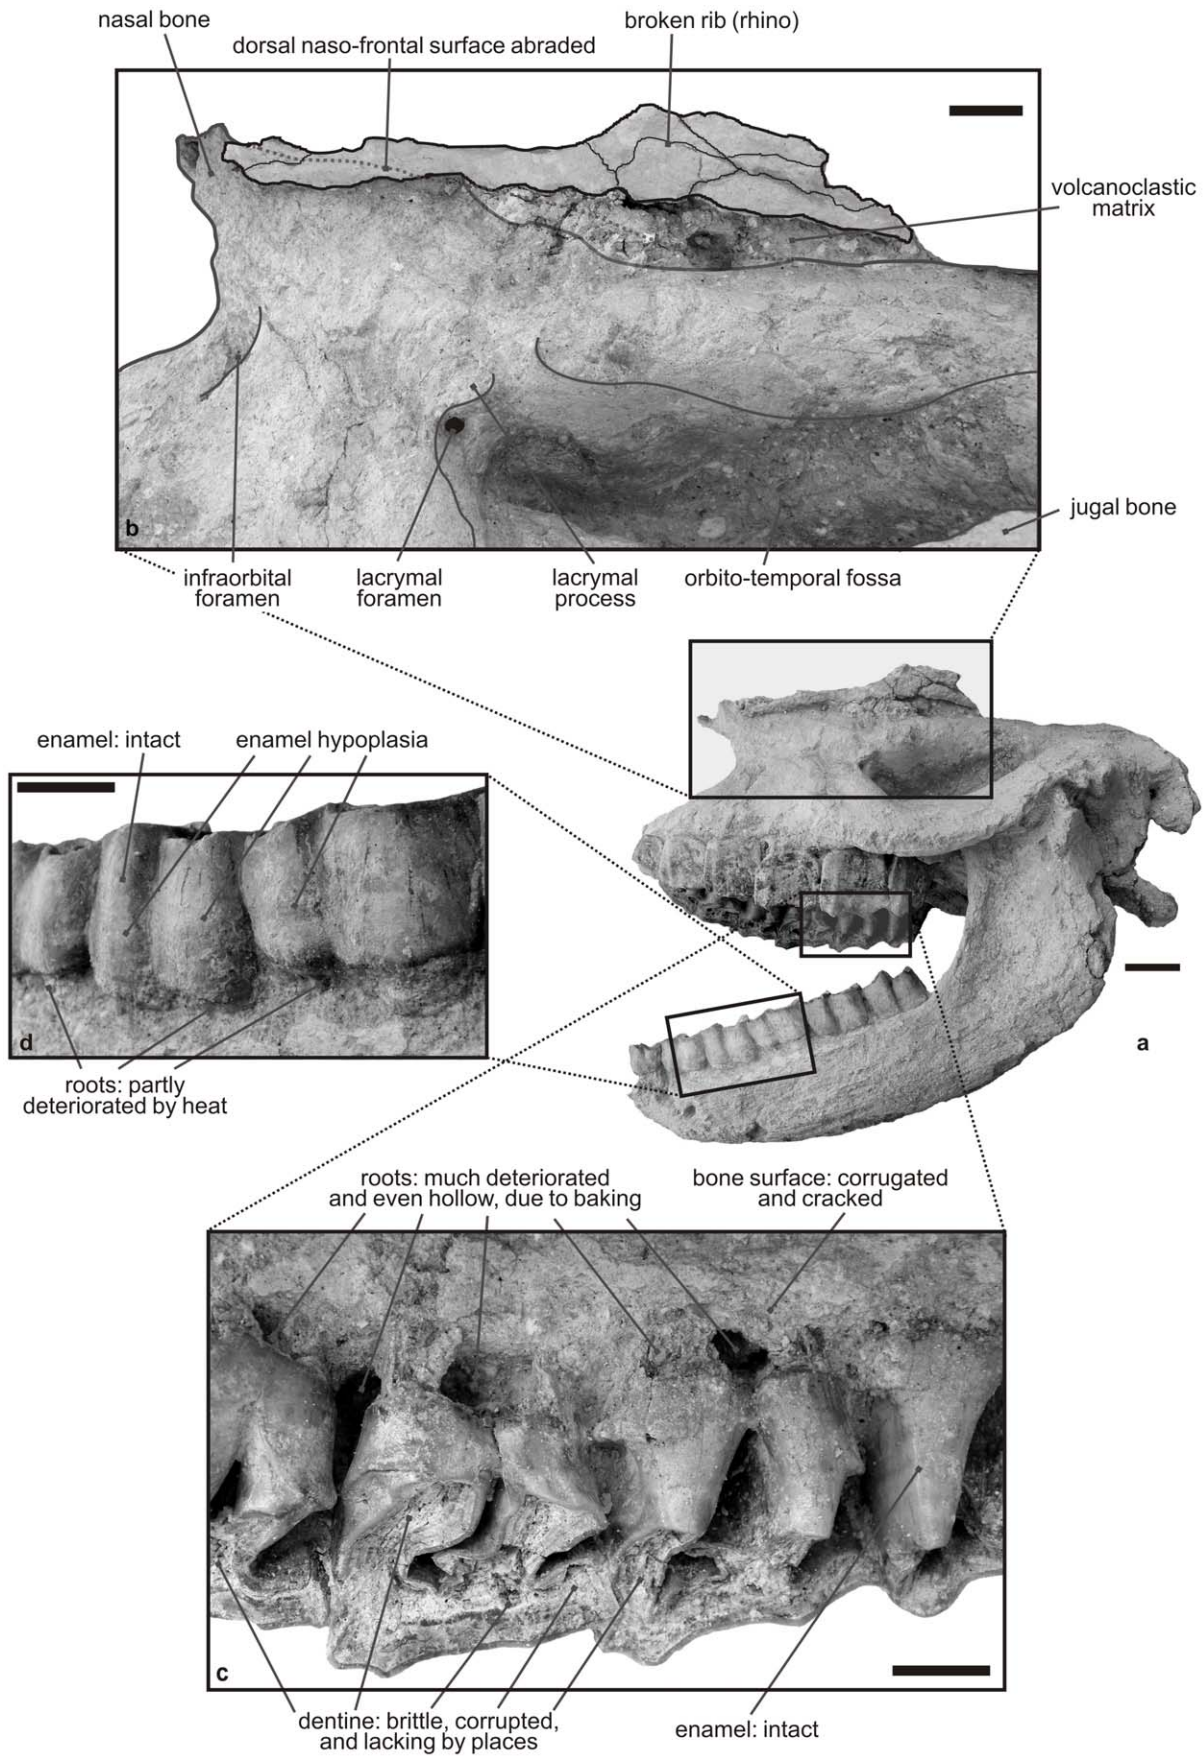 nasal bone
dorsal naso-frontal surface abraded
broken rib (rhino)
volcanoclastic
matrix
jugal bone
b
infraorbital
foramen
lacrymal
foramen
lacrymal
process
orbito-temporal fossa
enamel: intact
enamel hypoplasia
d
roots: partly
deteriorated by heat
a
roots: much deteriorated
and even hollow, due to baking
bone surface: corrugated
and cracked
c
dentine: brittle, corrupted,
and lacking by places
enamel: intact